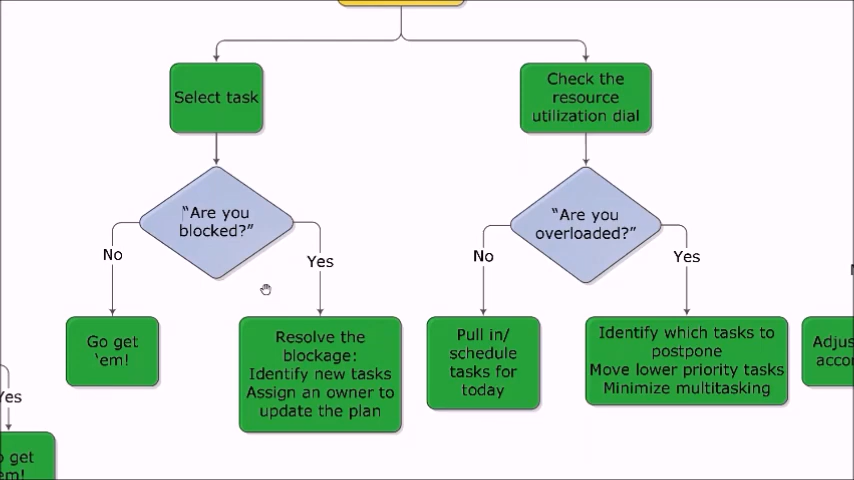 Select task
Check the
resource
utilization dial
“Are you
blocked?”
“Are you
overloaded?”
No
Yes
No
Yes
Go get
‘em!
Resolve the
blockage:
Identify new tasks
Assign an owner to
update the plan
Pull in/
schedule
tasks for
today
Identify which tasks to
postpone
Move lower priority tasks
Minimize multitasking
Yes
get
em!